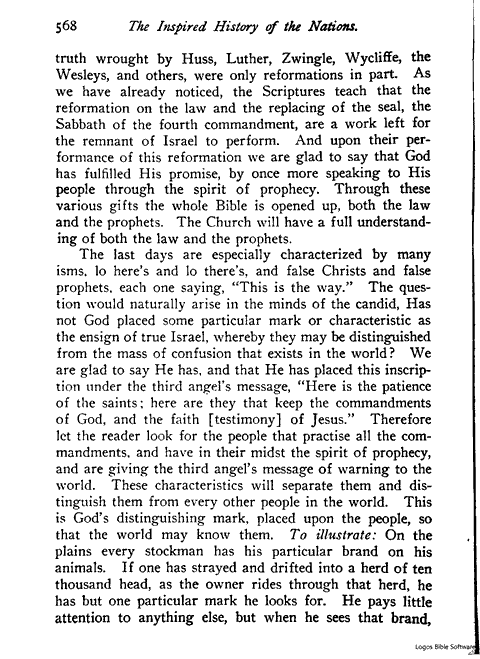 568 The Inspired History of the Nations.
truth wrought by Huss, Luther, Zwingle, Wycliffe, the
Wesleys, and others, were only reformations in part. As
we have already noticed, the Scriptures teach that the
reformation on the law and the replacing of the seal, the
Sabbath of the fourth commandment, are a work left for
the remnant of Israel to perform. And upon their per-
formance of this reformation we are glad to say that God
has fulfilled His promise, by once more speaking to His
people through the spirit of prophecy. Through these
various gifts the whole Bible is opened up, both the law
and the prophets. The Church will have a full understand-
ing of both the law and the prophets.
The last days are especially characterized by many
isms, lo here's and lo there's, and false Christs and false
prophets, each one saying, "This is the way." The ques-
tion would naturally arise in the minds of the candid, Has
not God placed some particular mark or characteristic as
the ensign of true Israel, whereby they may be distinguished
from the mass of confusion that exists in the world? We
are glad to say He has, and that He has placed this inscrip-
tion under the third angel's message, "Here is the patience
of the saints; here are they that keep the commandments
of God, and the faith [testimony] of Jesus." Therefore
let the reader look for the people that practise all the com-
mandments, and have in their midst the spirit of prophecy,
and are giving the third angel's message of warning to the
world. These characteristics will separate them and dis-
tinguish them from every other people in the world. This
is God's distinguishing mark, placed upon the people, so
that the world may know them. To illustrate: On the
plains every stockman has his particular brand on his
animals. If one has strayed and drifted into a herd of ten
thousand head, as the owner rides through that herd, he
has but one particular mark he looks for. He pays little
attention to anything else, but when he sees that brand,
Logos Bible Software